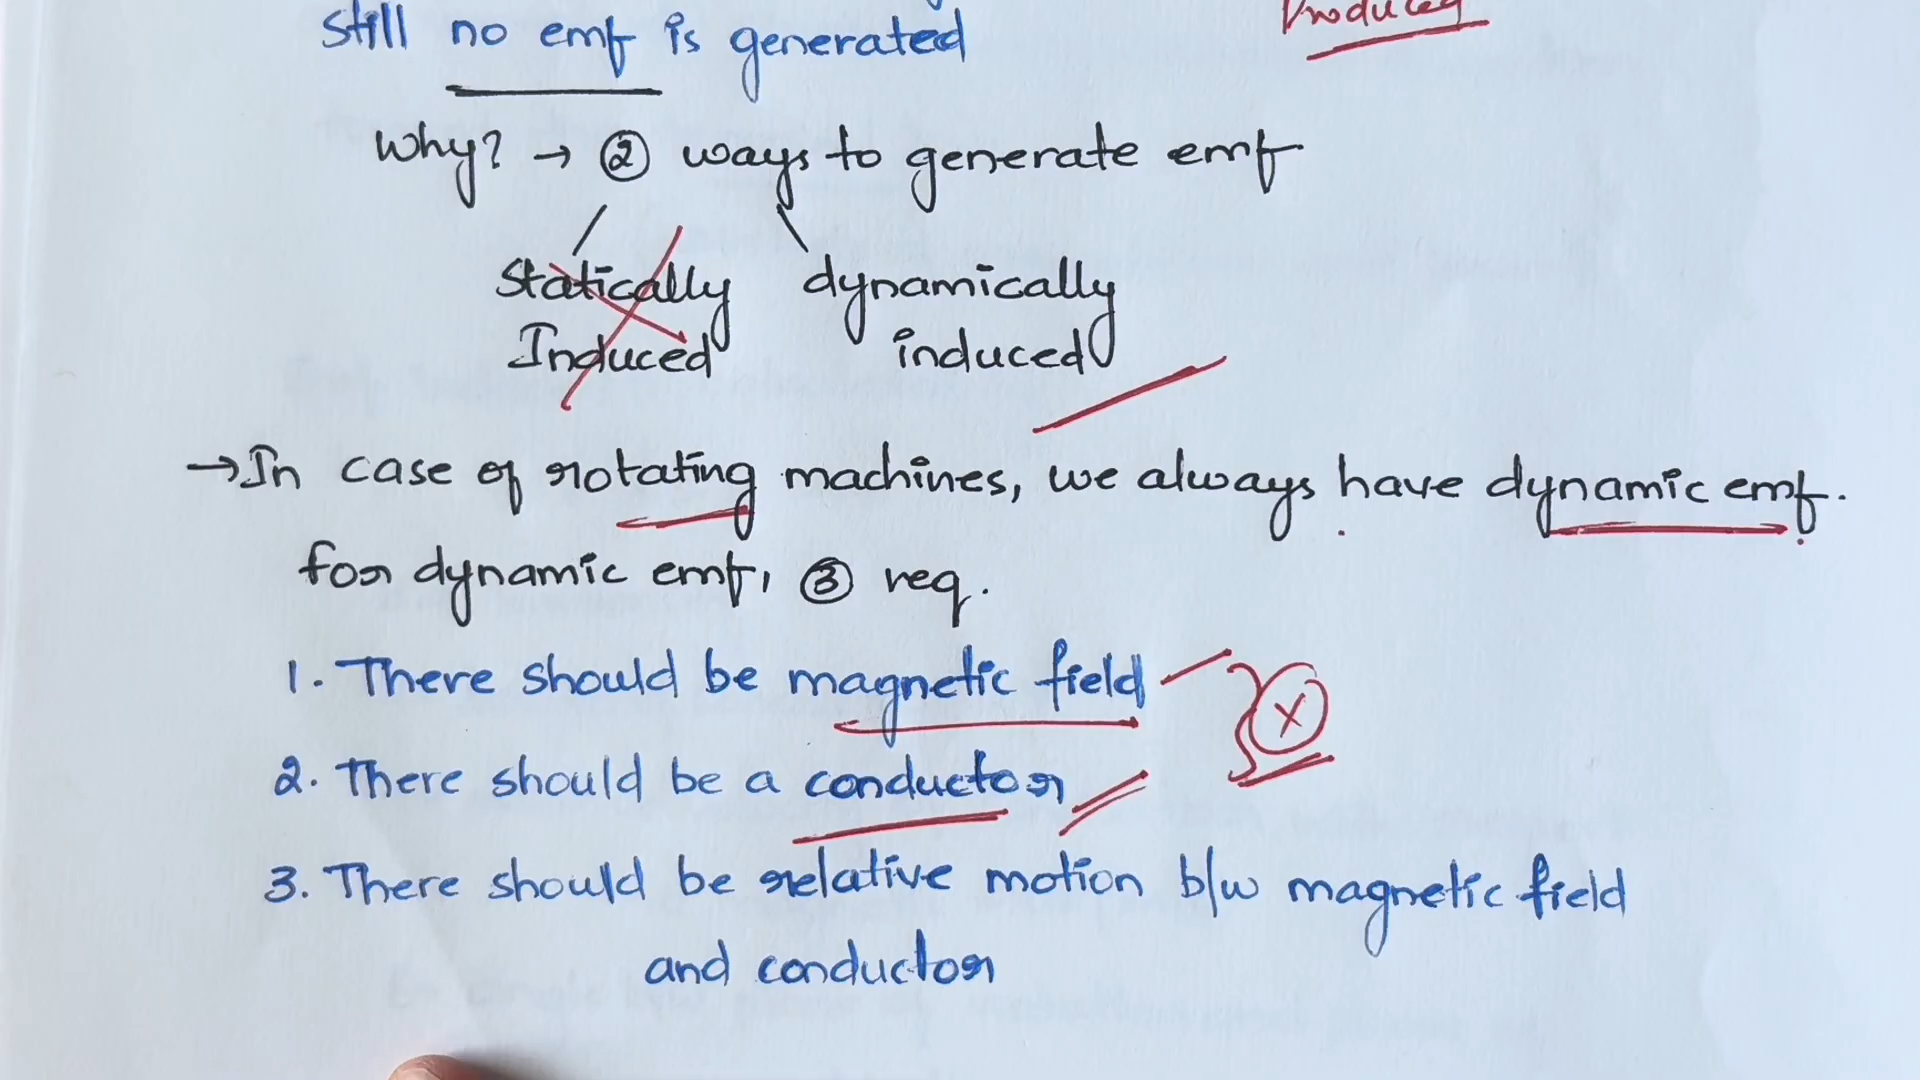 Produced
Still no emf is generated
Why? → ② ways to generate emf
Statically dynamically
Induced induced
→ In case of rotating machines, we always have dynamic emf.
for dynamic emf, ③ req.
1. There should be magnetic field
X
2. There should be a conductor
3. There should be relative motion b/w magnetic field
and conductor